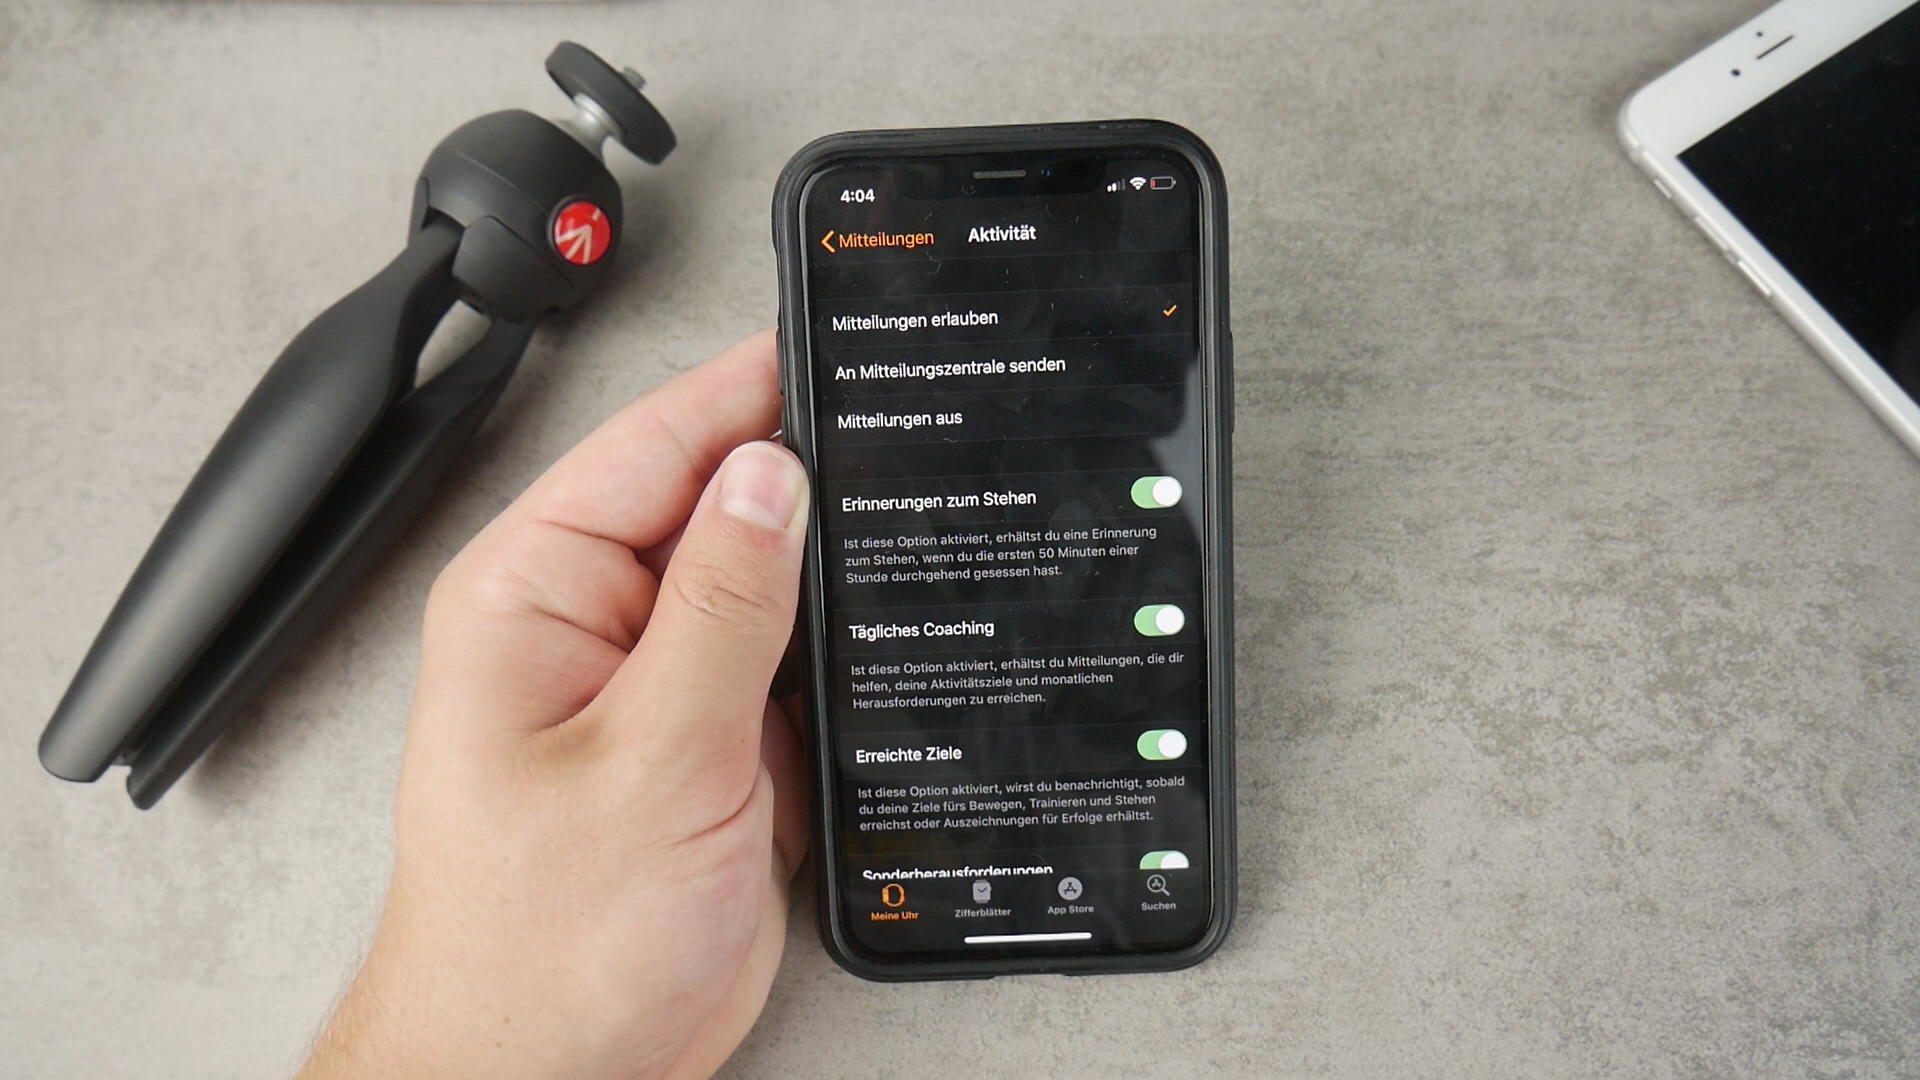 4:04
Mitteilungen
Aktivität
Mitteilungen erlauben
An Mitteilungszentrale senden
Mitteilungen aus
Erinnerungen zum Stehen
Ist diese Option aktiviert, erhältst du eine Erinnerung
zum Stehen, wenn du die ersten 50 Minuten einer
Stunde durchgehend gesessen hast.
Tägliches Coaching
Ist diese Option aktiviert, erhältst du Mitteilungen, die dir
helfen, deine Aktivitätsziele und monatlichen
Herausforderungen zu erreichen.
Erreichte Ziele
Ist diese Option aktiviert, wirst du benachrichtigt, sobald
du deine Ziele fürs Bewegen, Trainieren und Stehen
erreichst oder Auszeichnungen für Erfolge erhältst.
Sonderherausforderungen
Meine Uhr
Zifferblätter
App Store
Suchen